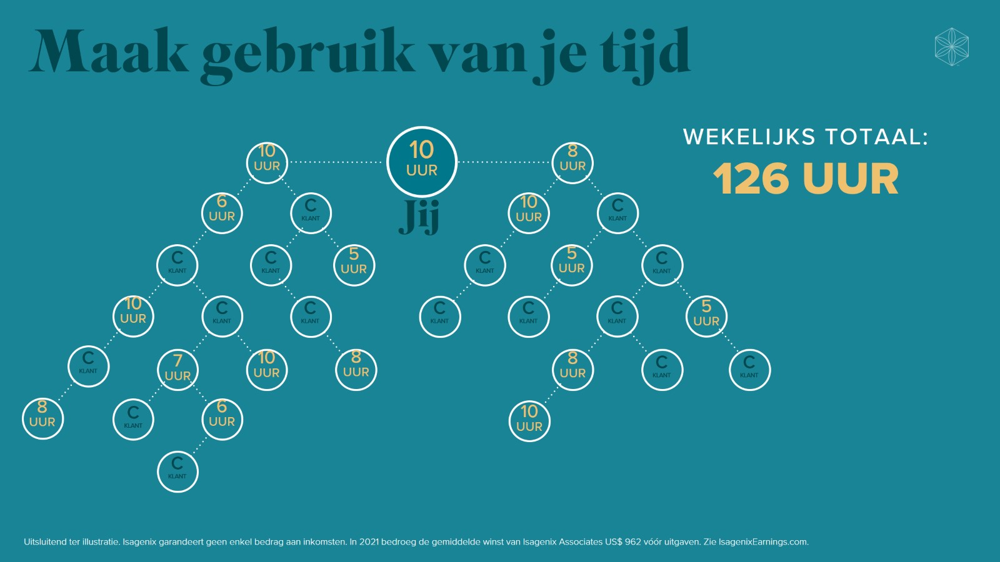 Maak gebruik van je tijd
WEKELIJKS TOTAAL:
126 UUR
10
UUR
10
UUR
8
UUR
Jij
6
UUR
C
KLANT
10
UUR
C
KLANT
C
KLANT
C
KLANT
5
UUR
C
KLANT
5
UUR
C
KLANT
10
UUR
C
KLANT
C
KLANT
C
KLANT
C
KLANT
C
KLANT
5
UUR
C
KLANT
7
UUR
10
UUR
8
UUR
8
UUR
C
KLANT
C
KLANT
8
UUR
C
KLANT
6
UUR
10
UUR
C
KLANT
Uitsluitend ter illustratie. Isagenix garandeert geen enkel bedrag aan inkomsten. In 2021 bedroeg de gemiddelde winst van Isagenix Associates US$ 962 vóór uitgaven. Zie IsagenixEarnings.com.